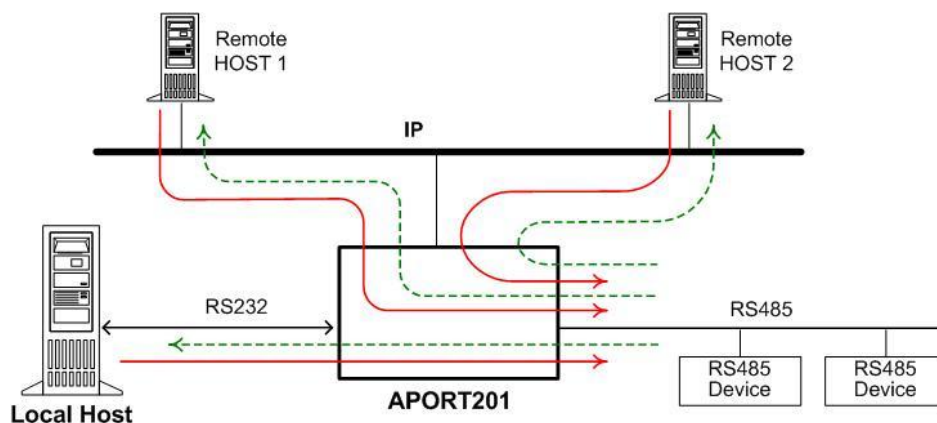 Remote
HOST 1
Remote
HOST 2
IP
RS232
RS485
RS485
Device
RS485
Device
Local Host
APORT201